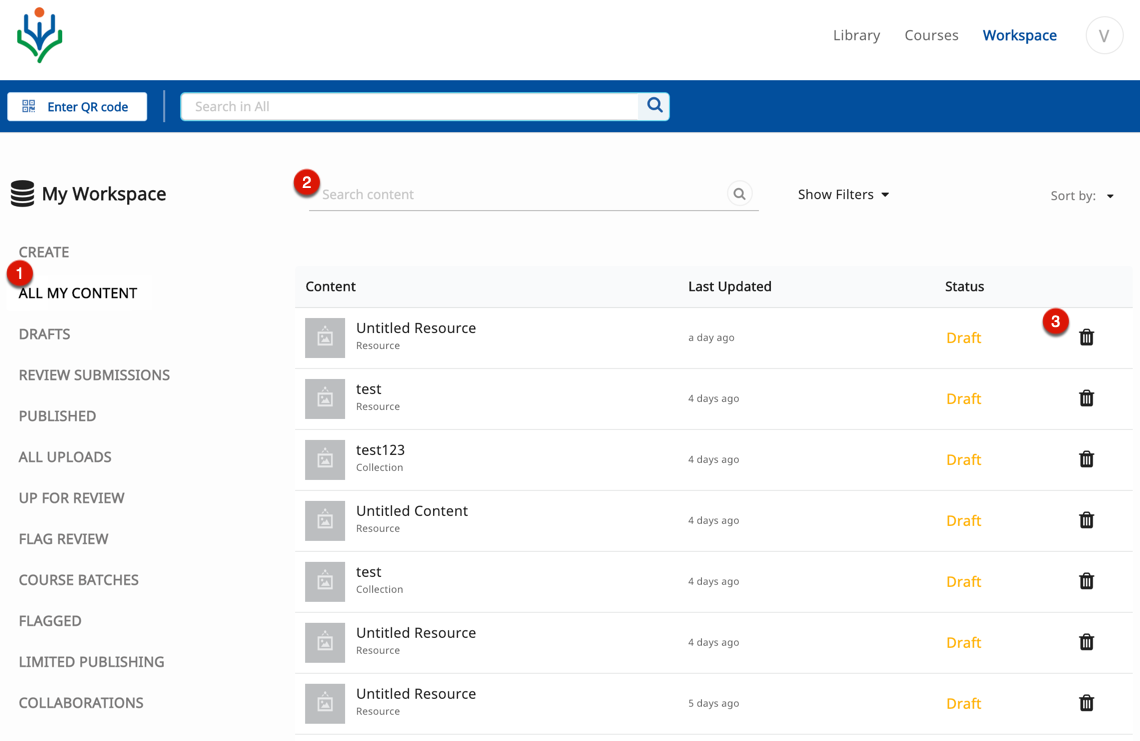 Library Courses Workspace V
Enter QR code Search in All
My Workspace
2 Search content Show Filters Sort by:
CREATE
1
ALL MY CONTENT
DRAFTS
REVIEW SUBMISSIONS
PUBLISHED
ALL UPLOADS
UP FOR REVIEW
FLAG REVIEW
COURSE BATCHES
FLAGGED
LIMITED PUBLISHING
COLLABORATIONS
Content Last Updated Status
3
Untitled Resource
Resource a day ago Draft
test
Resource 4 days ago Draft
test123
Collection 4 days ago Draft
Untitled Content
Resource 4 days ago Draft
test
Collection 4 days ago Draft
Untitled Resource
Resource 4 days ago Draft
Untitled Resource
Resource 5 days ago Draft